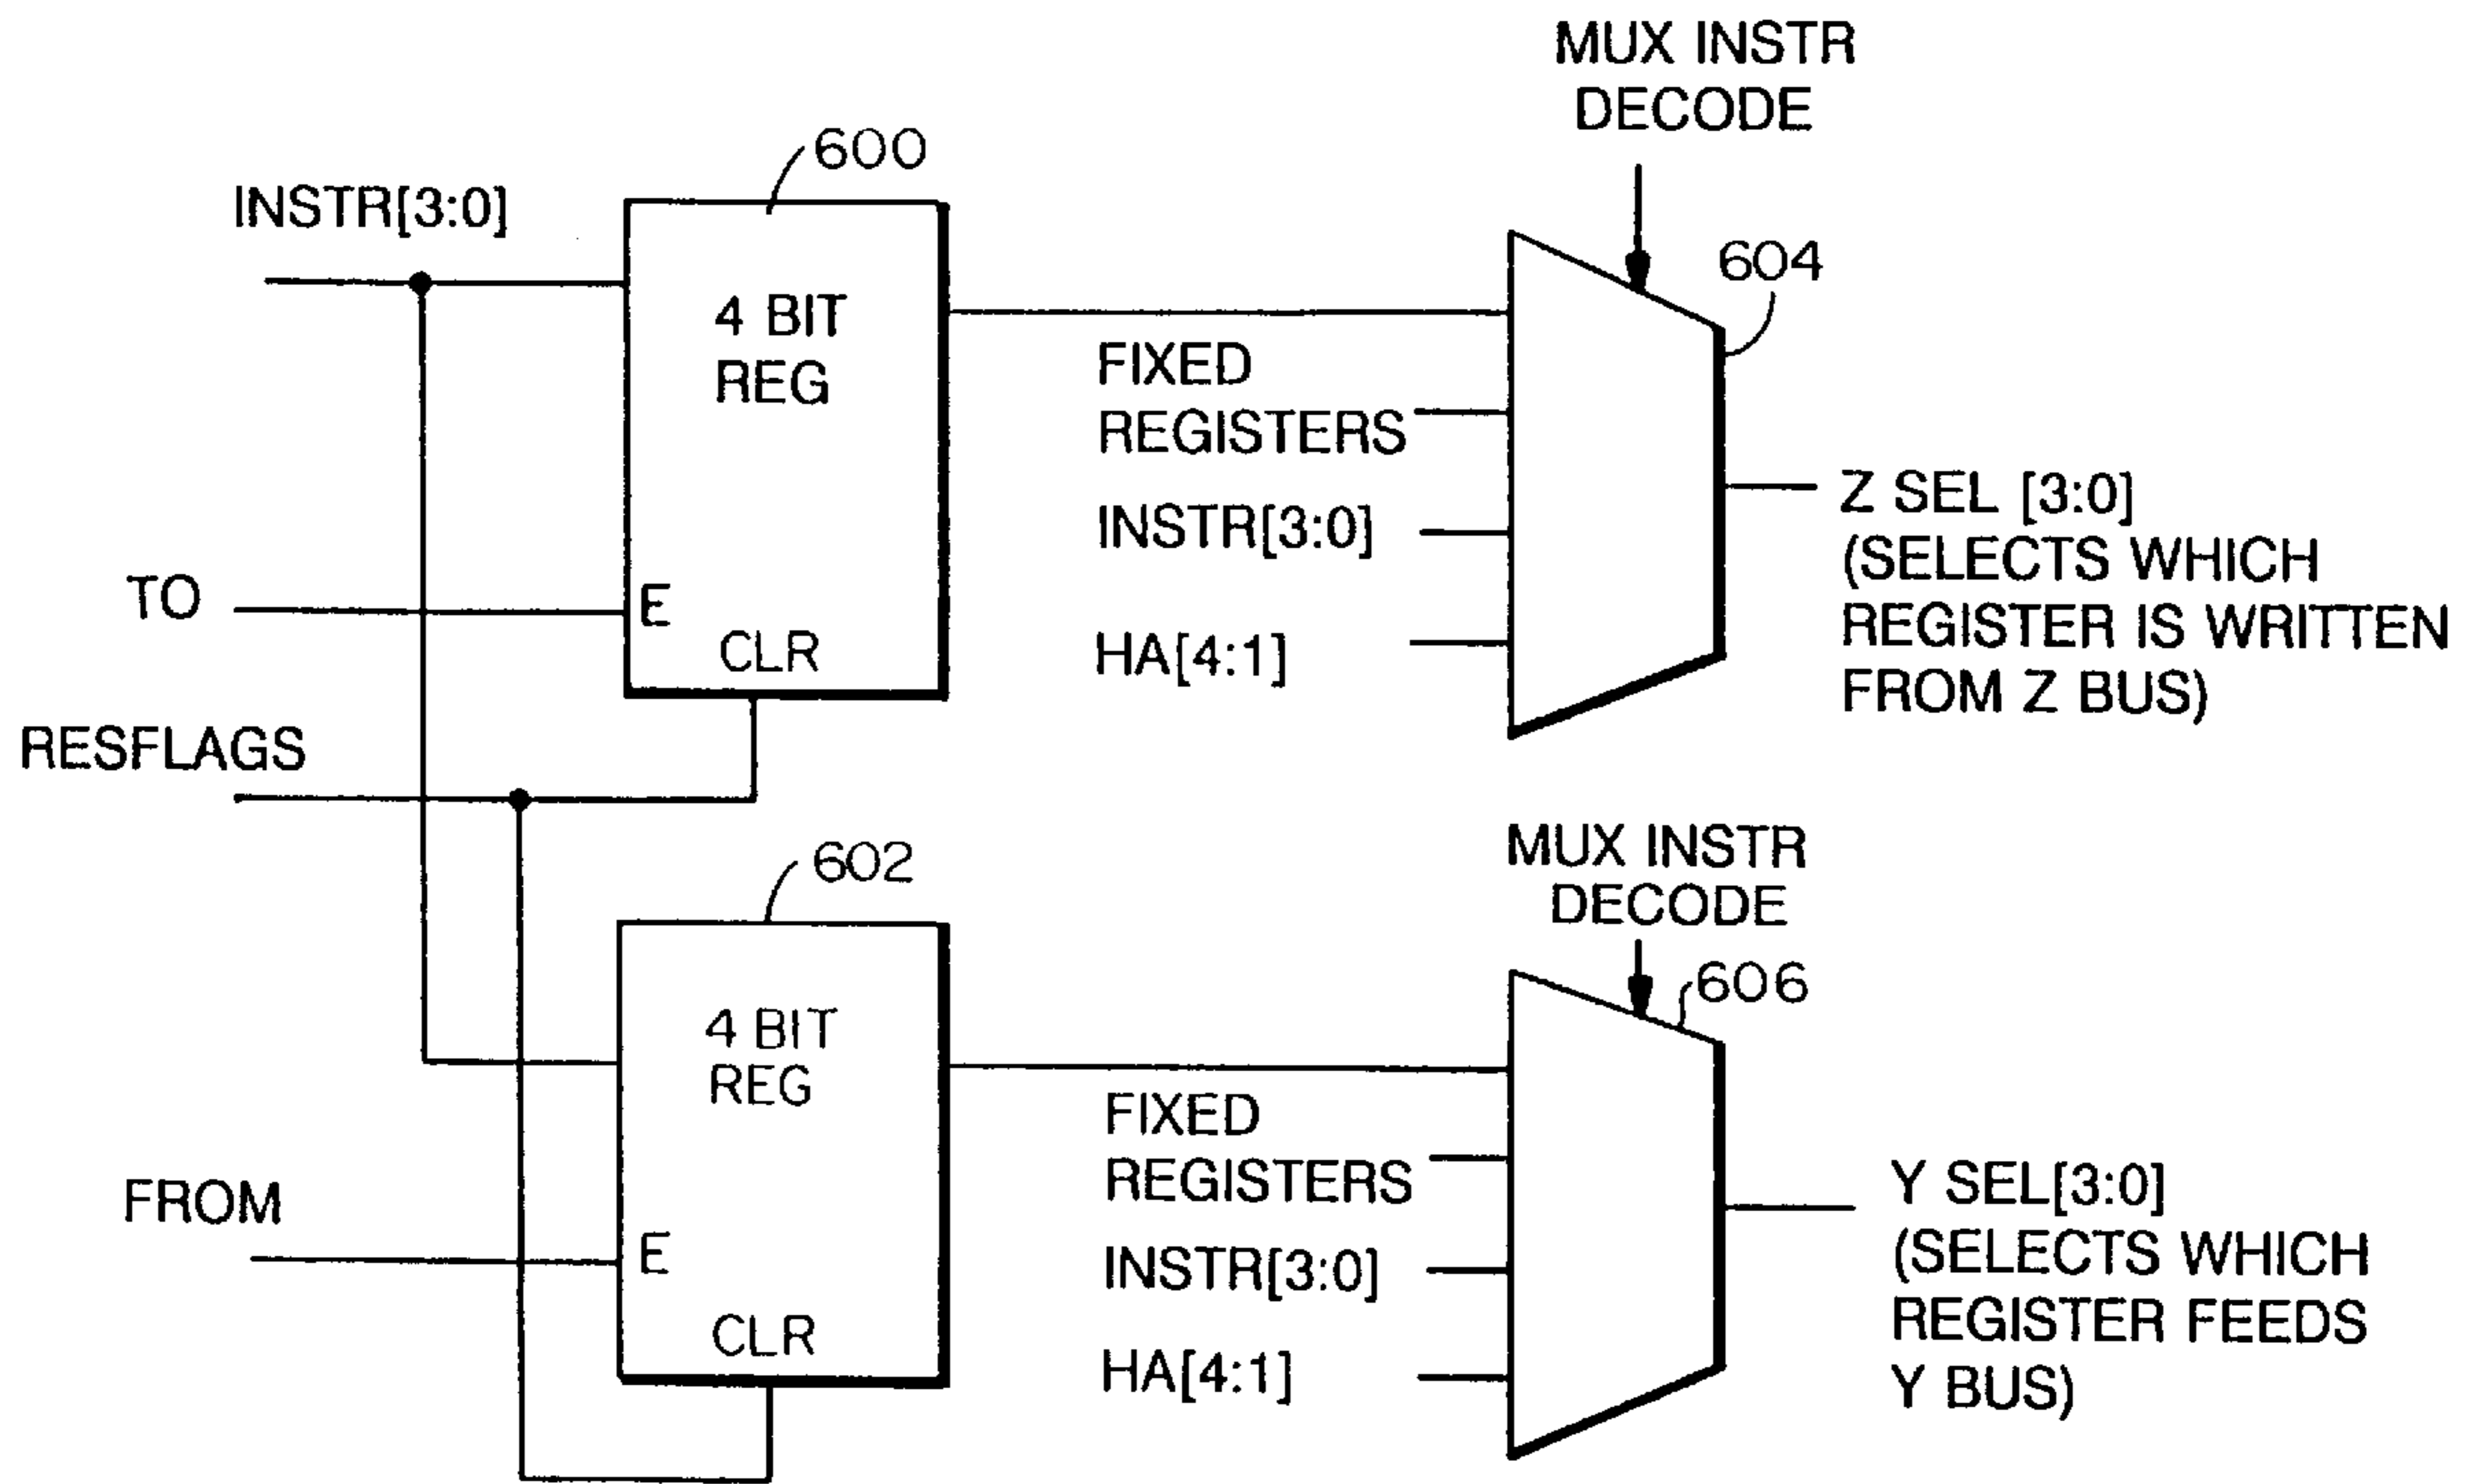 MUX INSTR
DECODE
600
INSTR[3:0]
604
4 BIT
REG
FIXED
REGISTERS
Z SEL [3:0]
(SELECTS WHICH
REGISTER IS WRITTEN
FROM Z BUS)
INSTR[3:0]
TO
E
CLR
HA[4:1]
RESFLAGS
MUX INSTR
DECODE
602
606
4 BIT
REG
FIXED
REGISTERS
Y SEL[3:0]
(SELECTS WHICH
REGISTER FEEDS
Y BUS)
FROM
E
INSTR[3:0]
CLR
HA[4:1]